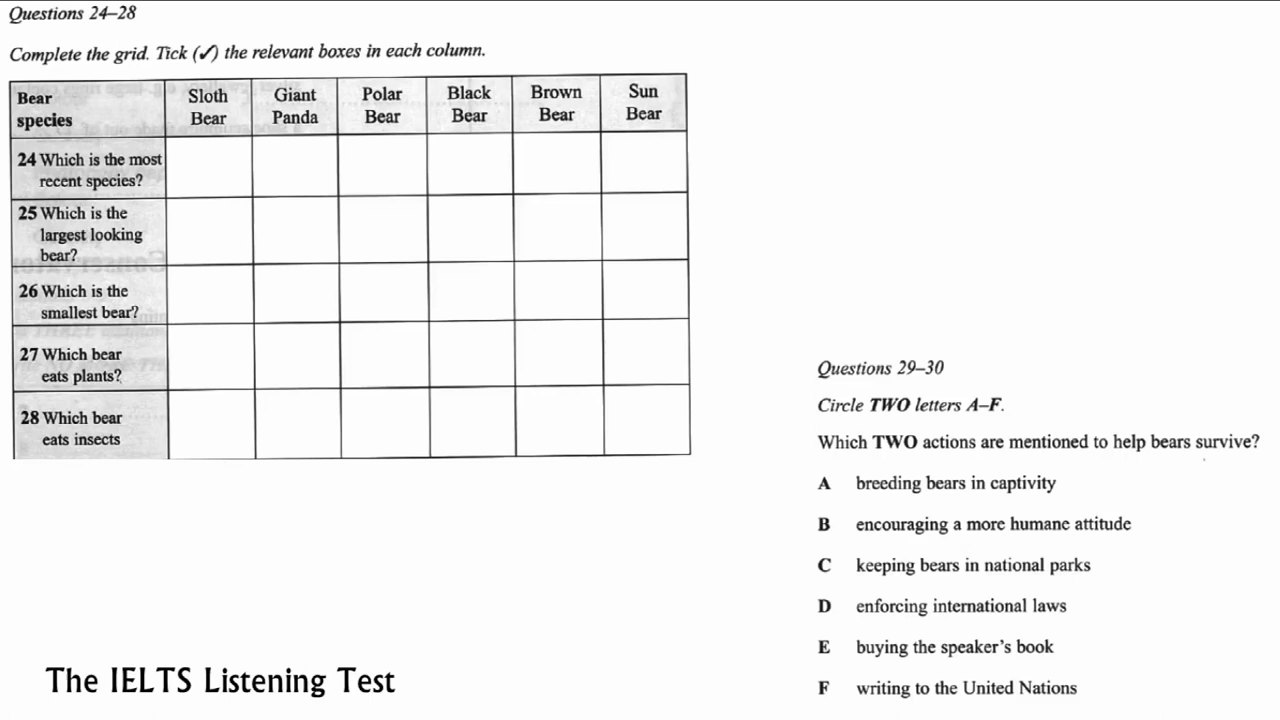 Questions 24–28
Complete the grid. Tick (✓) the relevant boxes in each column.
Bear species
Sloth Bear
Giant Panda
Polar Bear
Black Bear
Brown Bear
Sun Bear
24 Which is the most
recent species?
25 Which is the
largest looking
bear?
26 Which is the
smallest bear?
27 Which bear
eats plants?
28 Which bear
eats insects
Questions 29–30
Circle TWO letters A–F.
Which TWO actions are mentioned to help bears survive?
A breeding bears in captivity
B encouraging a more humane attitude
C keeping bears in national parks
D enforcing international laws
E buying the speaker's book
F writing to the United Nations
The IELTS Listening Test